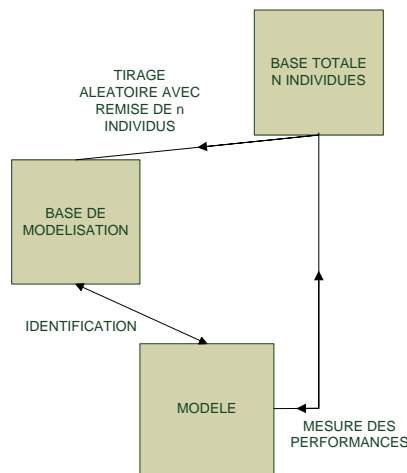 TIRAGE
ALEATOIRE AVEC
REMISE DE n
INDIVIDUS
BASE TOTALE
N INDIVIDUES
BASE DE
MODELISATION
IDENTIFICATION
MODELE
MESURE DES
PERFORMANCES